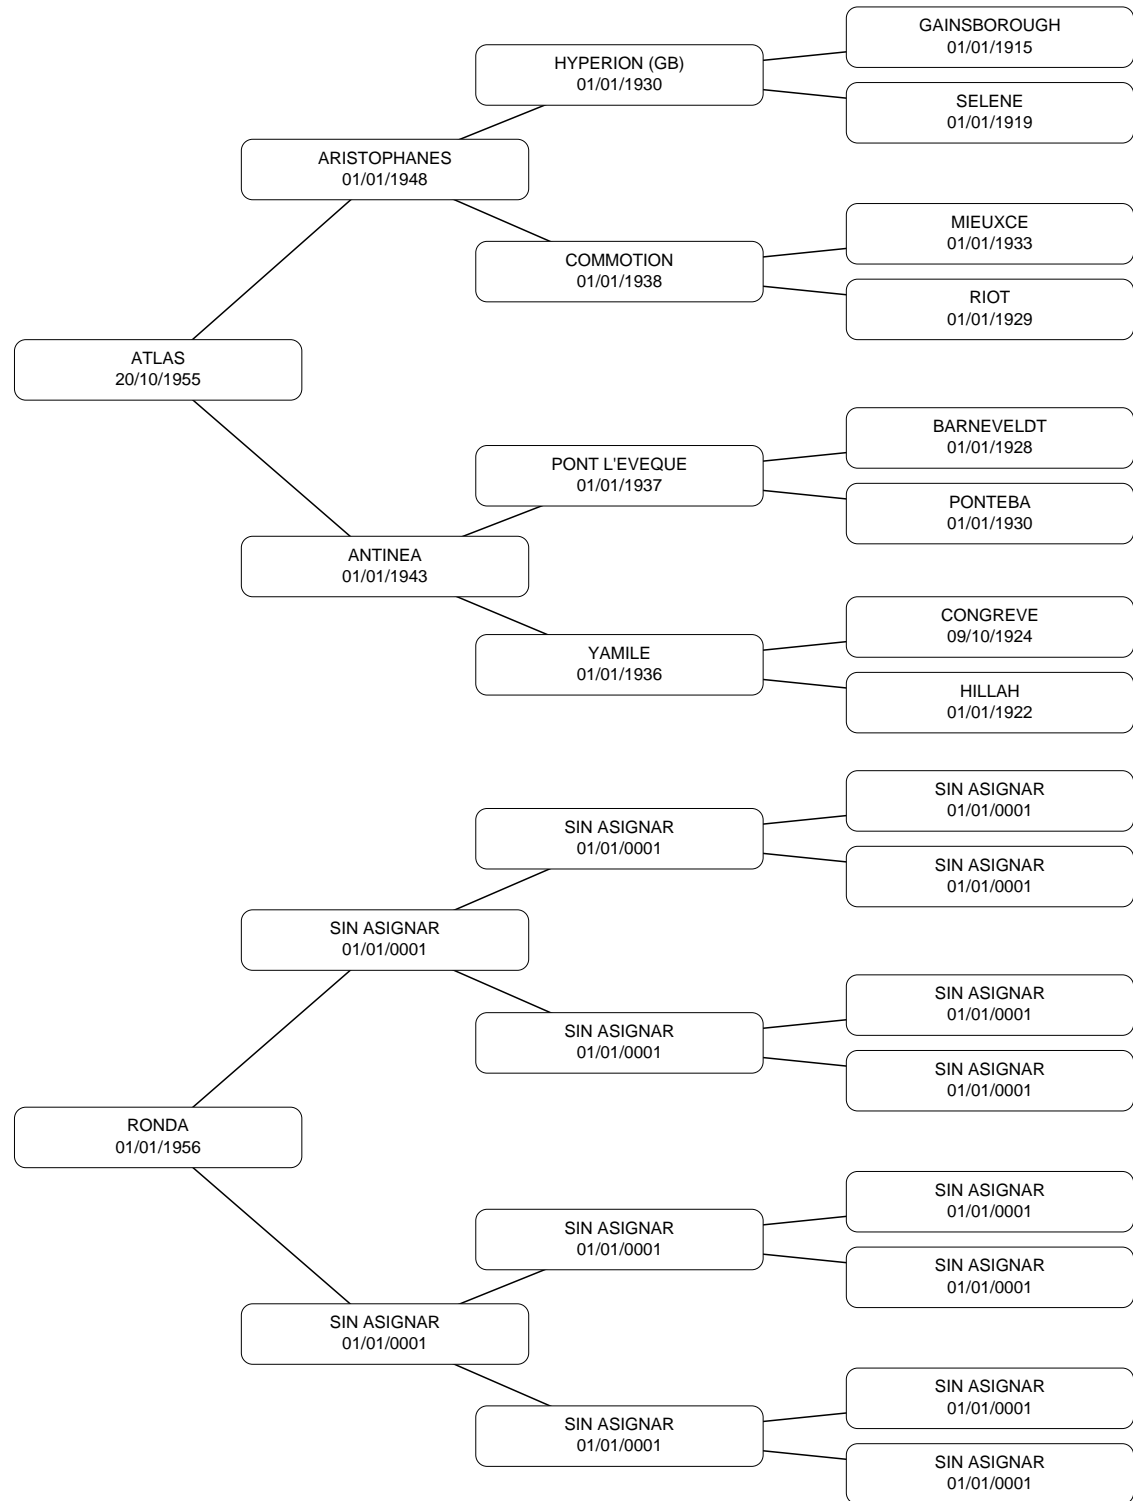 GAINSBOROUGH
01/01/1915
HYPERION (GB)
01/01/1930
SELENE
01/01/1919
ARISTOPHANES
01/01/1948
MIEUXCE
01/01/1933
COMMOTION
01/01/1938
RIOT
01/01/1929
ATLAS
20/10/1955
BARNEVELDT
01/01/1928
PONT L'EVEQUE
01/01/1937
PONTEBA
01/01/1930
ANTINEA
01/01/1943
CONGREVE
09/10/1924
YAMILE
01/01/1936
HILLAH
01/01/1922
SIN ASIGNAR
01/01/0001
SIN ASIGNAR
01/01/0001
SIN ASIGNAR
01/01/0001
SIN ASIGNAR
01/01/0001
SIN ASIGNAR
01/01/0001
SIN ASIGNAR
01/01/0001
SIN ASIGNAR
01/01/0001
RONDA
01/01/1956
SIN ASIGNAR
01/01/0001
SIN ASIGNAR
01/01/0001
SIN ASIGNAR
01/01/0001
SIN ASIGNAR
01/01/0001
SIN ASIGNAR
01/01/0001
SIN ASIGNAR
01/01/0001
SIN ASIGNAR
01/01/0001